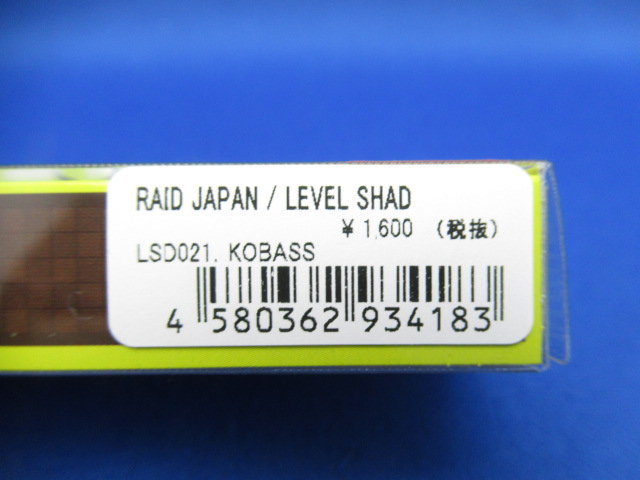 RAID JAPAN / LEVEL SHAD
¥ 1,600 (税抜)
LSD021. KOBASS
4 580362 934183